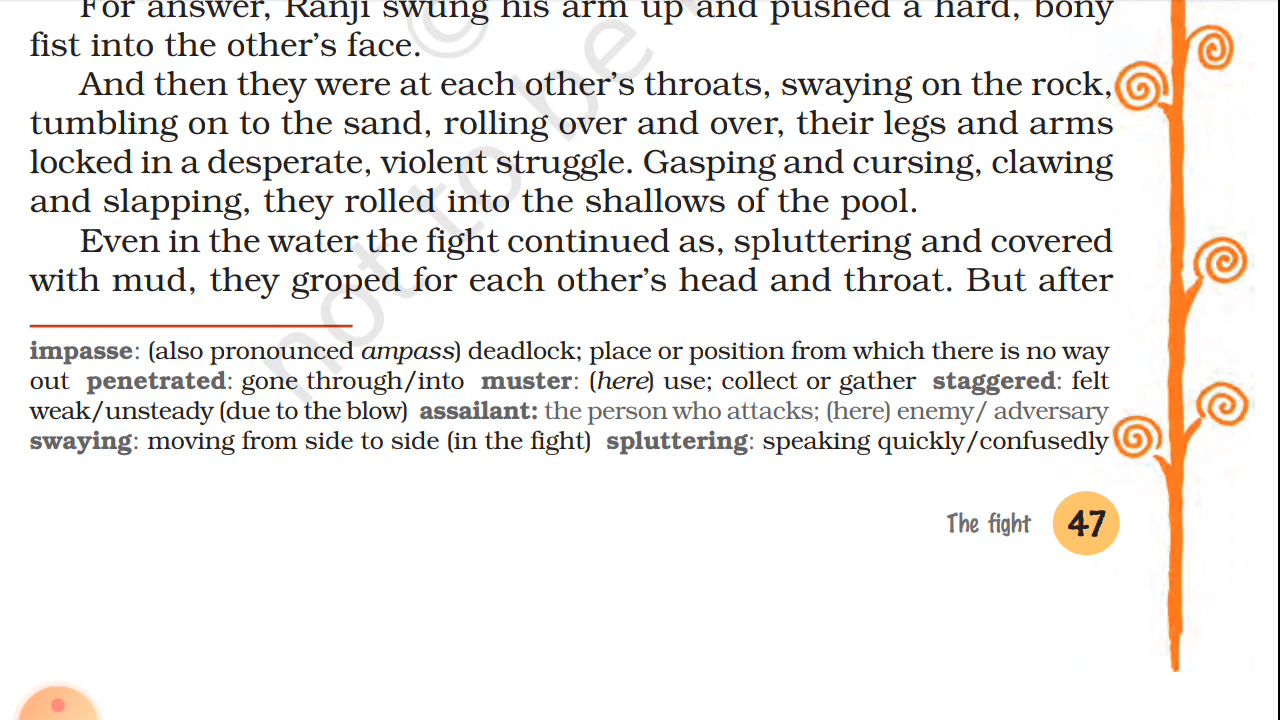 For answer, Ranji swung his arm up and pushed a hard, bony
fist into the other's face.
And then they were at each other's throats, swaying on the rock,
tumbling on to the sand, rolling over and over, their legs and arms
locked in a desperate, violent struggle. Gasping and cursing, clawing
and slapping, they rolled into the shallows of the pool.
Even in the water the fight continued as, spluttering and covered
with mud, they groped for each other's head and throat. But after
impasse: (also pronounced ampass) deadlock; place or position from which there is no way
out penetrated: gone through/into muster: (here) use; collect or gather staggered: felt
weak/unsteady (due to the blow) assailant: the person who attacks; (here) enemy/ adversary
swaying: moving from side to side (in the fight) spluttering: speaking quickly/confusedly
The fight 47
©
not to be